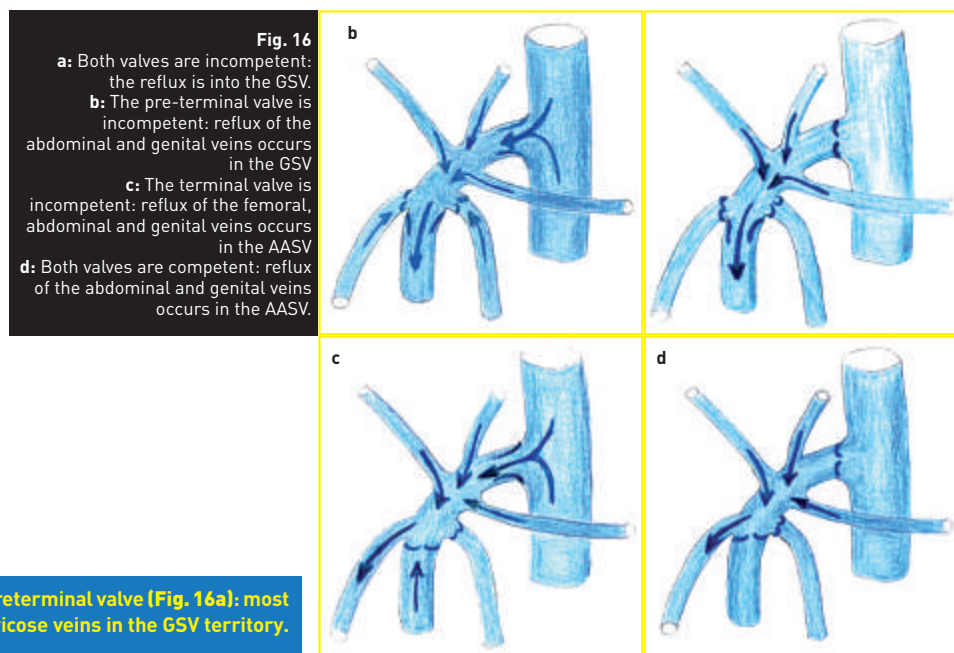 Fig. 16
a: Both valves are incompetent:
the reflux is into the GSV.
b: The pre-terminal valve is
incompetent: reflux of the
abdominal and genital veins occurs
in the GSV
c: The terminal valve is
incompetent: reflux of the femoral,
abdominal and genital veins occurs
in the AASV
d: Both valves are competent: reflux
of the abdominal and genital veins
occurs in the AASV.
b
c
d
reterminal valve (Fig. 16a): most
icose veins in the GSV territory.